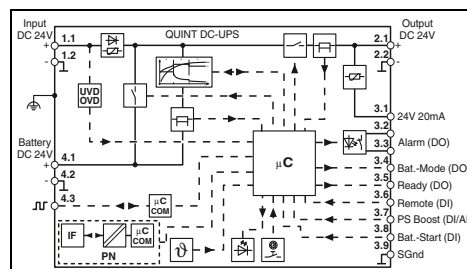 Input
DC 24V
QUINT DC-UPS
Output
DC 24V
+ 1.1
- 1.2
2.1 +
2.2 -
UVD
OVD
3.1 24V 20mA
3.2
3.3 Alarm (DO)
Battery
DC 24V
+ 4.1
- 4.2
4.3
µC
3.4 Bat.-Mode (DO
3.5 Ready (DO)
3.6 Remote (DI)
3.7 PS Boost (DI/A
3.8 Bat.-Start (DI)
3.9 SGnd
µC
COM
IF
µC
COM
PN
ϑ